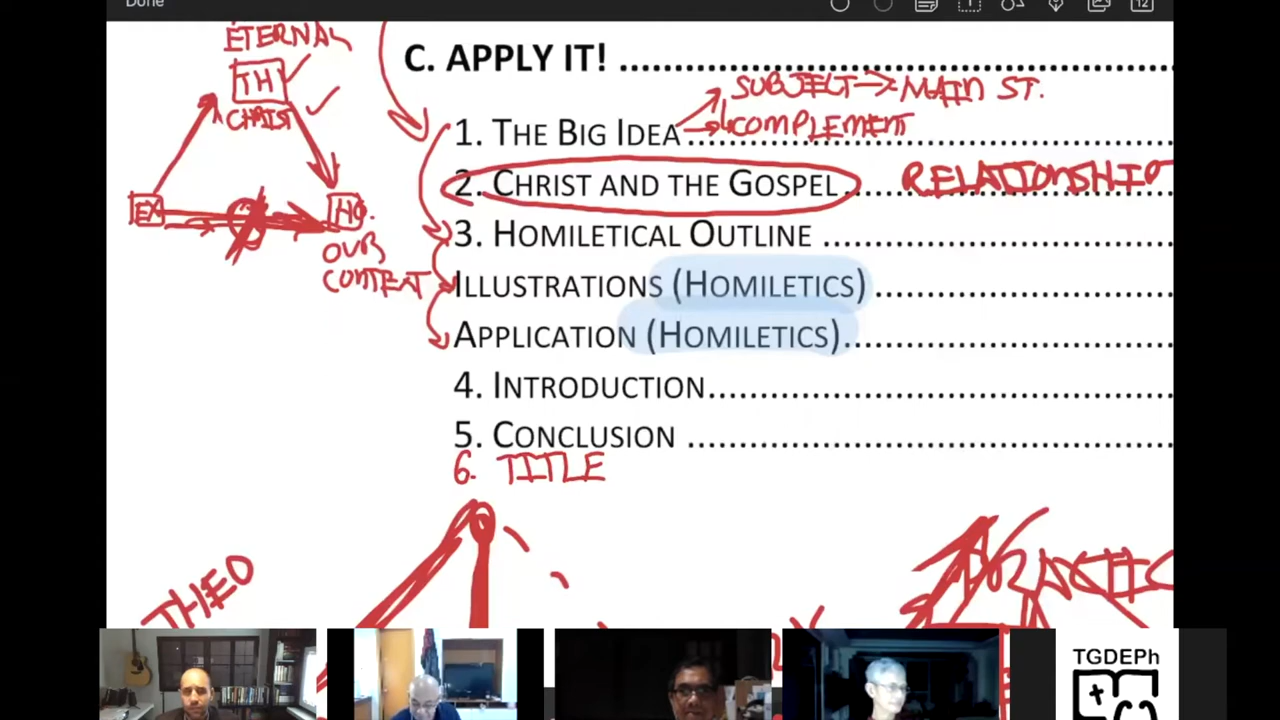 Done
12
ETERNAL
TH
CHRIST
EX
HO.
OUR
CONTEXT
C. APPLY IT! ................................................
SUBJECT → MAIN ST.
COMPLEMENT
1. THE BIG IDEA ................................................
2. CHRIST AND THE GOSPEL .... RELATIONSHIP
3. HOMILETICAL OUTLINE ................................
ILLUSTRATIONS (HOMILETICS) ............................
APPLICATION (HOMILETICS) ..............................
4. INTRODUCTION ............................................
5. CONCLUSION ..............................................
6. TITLE
THEO
TGDEPh